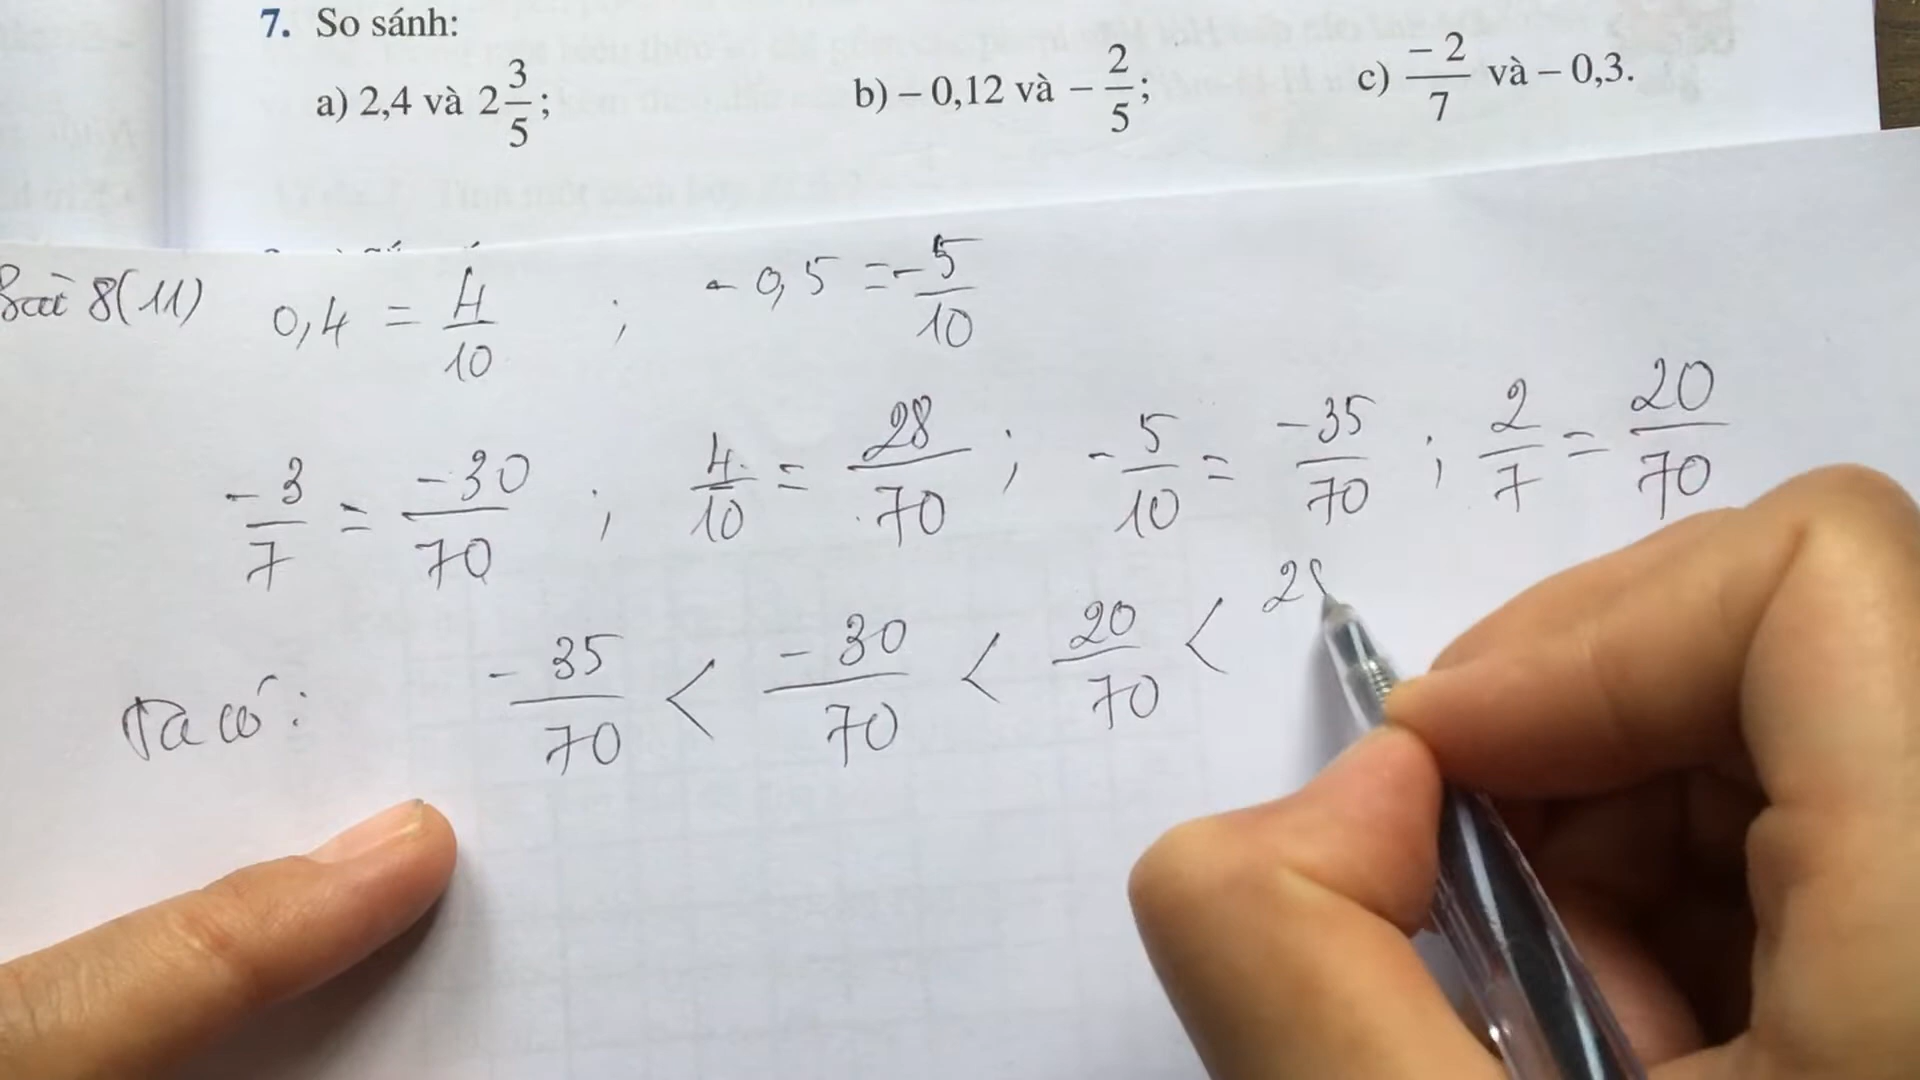 7. So sánh:
a) 2,4 và 2 3/5; b) – 0,12 và – 2/5; c) –2/7 và – 0,3.
Bài 8(11) 0,4 = 4/10 ; - 0,5 = -5/10
-3/7 = -30/70 ; 4/10 = 28/70 ; -5/10 = -35/70 ; 2/7 = 20/70
Ta có: -35/70 < -30/70 < 20/70 <